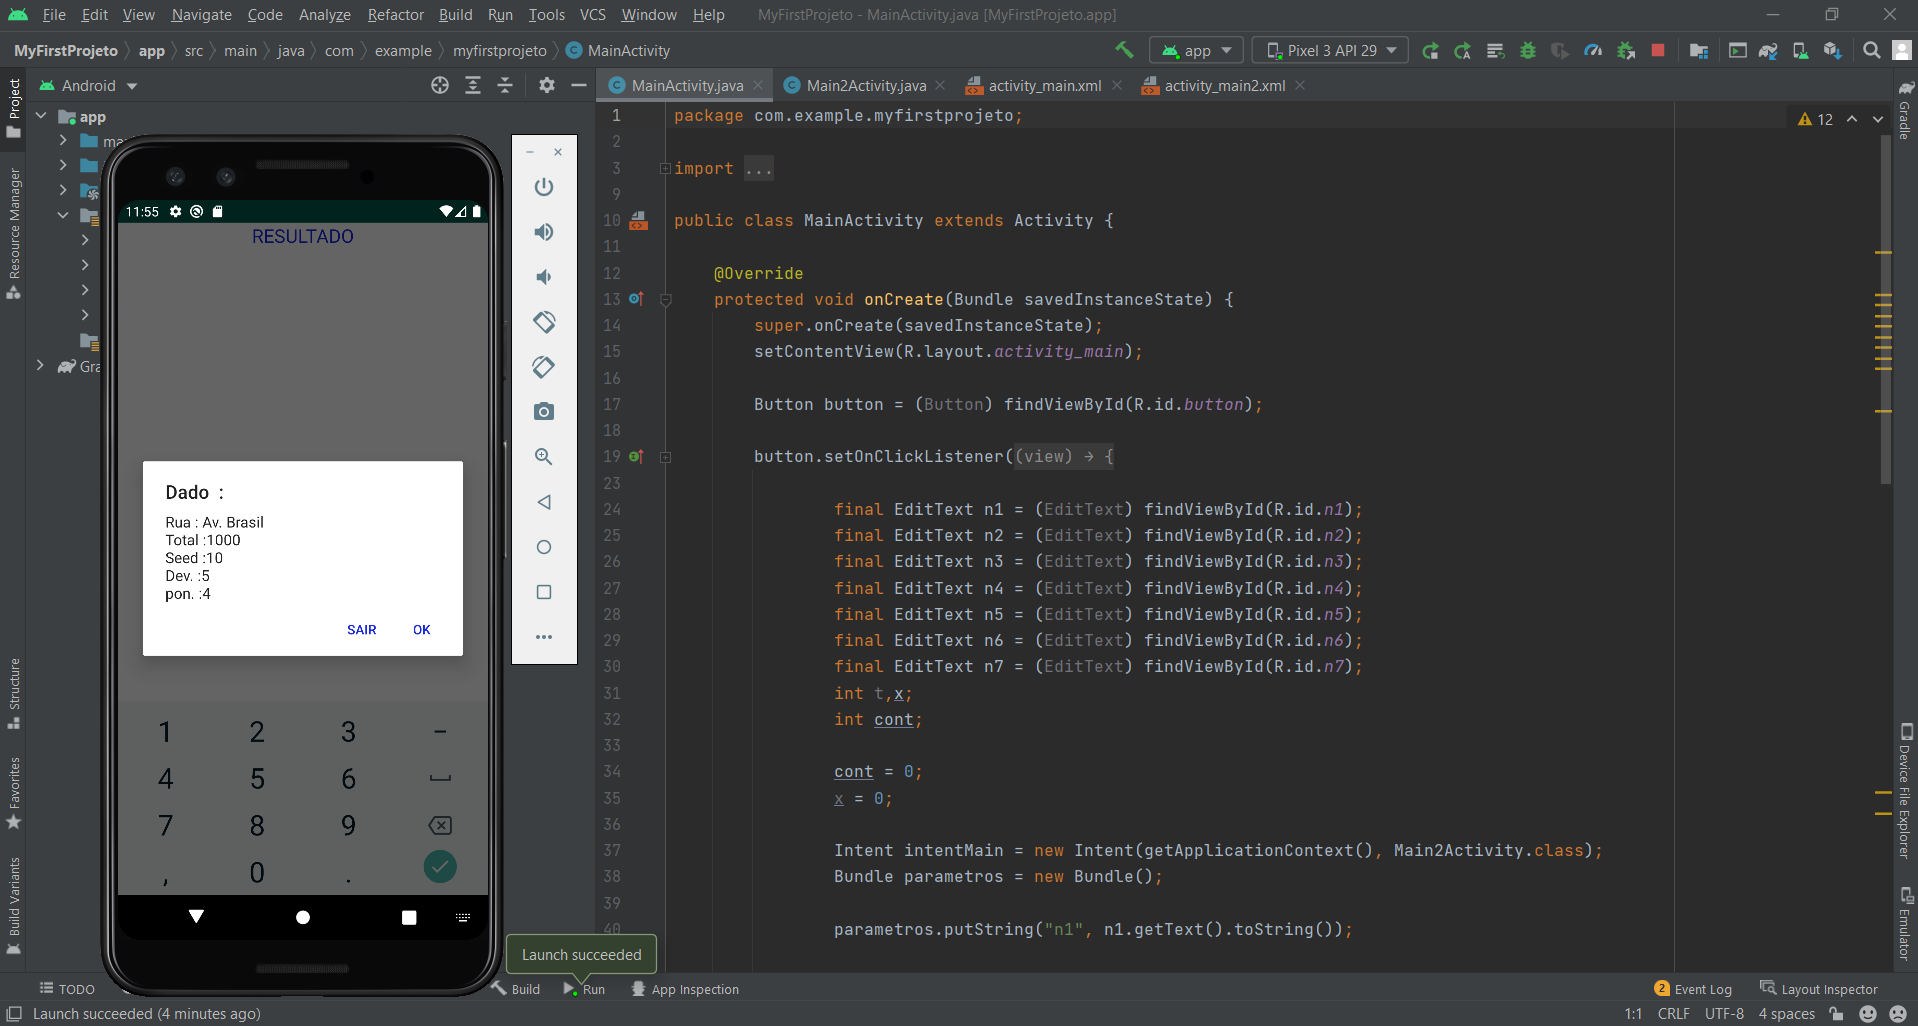 File Edit View Navigate Code Analyze Refactor Build Run Tools VCS Window Help MyFirstProjeto - MainActivity.java [MyFirstProjeto.app]
MyFirstProjeto app src main java com example myfirstprojeto MainActivity
app Pixel 3 API 29
Project
Resource Manager
Structure
Favorites
Build Variants
Android
app
ma
Gra
11:55
RESULTADO
Dado :
Rua : Av. Brasil
Total :1000
Seed :10
Dev. :5
pon. :4
SAIR OK
1 2 3 -
4 5 6
7 8 9
, 0 .
MainActivity.java Main2Activity.java activity_main.xml activity_main2.xml
12
1 package com.example.myfirstprojeto;
2
3 import ...
9
10 public class MainActivity extends Activity {
11
12 @Override
13 protected void onCreate(Bundle savedInstanceState) {
14 super.onCreate(savedInstanceState);
15 setContentView(R.layout.activity_main);
16
17 Button button = (Button) findViewById(R.id.button);
18
19 button.setOnClickListener((view) → {
23
24 final EditText n1 = (EditText) findViewById(R.id.n1);
25 final EditText n2 = (EditText) findViewById(R.id.n2);
26 final EditText n3 = (EditText) findViewById(R.id.n3);
27 final EditText n4 = (EditText) findViewById(R.id.n4);
28 final EditText n5 = (EditText) findViewById(R.id.n5);
29 final EditText n6 = (EditText) findViewById(R.id.n6);
30 final EditText n7 = (EditText) findViewById(R.id.n7);
31 int t,x;
32 int cont;
33
34 cont = 0;
35 x = 0;
36
37 Intent intentMain = new Intent(getApplicationContext(), Main2Activity.class);
38 Bundle parametros = new Bundle();
39
40 parametros.putString("n1", n1.getText().toString());
Gradle
Device File Explorer
Emulator
Launch succeeded
TODO Build Run App Inspection 2 Event Log Layout Inspector
Launch succeeded (4 minutes ago) 1:1 CRLF UTF-8 4 spaces